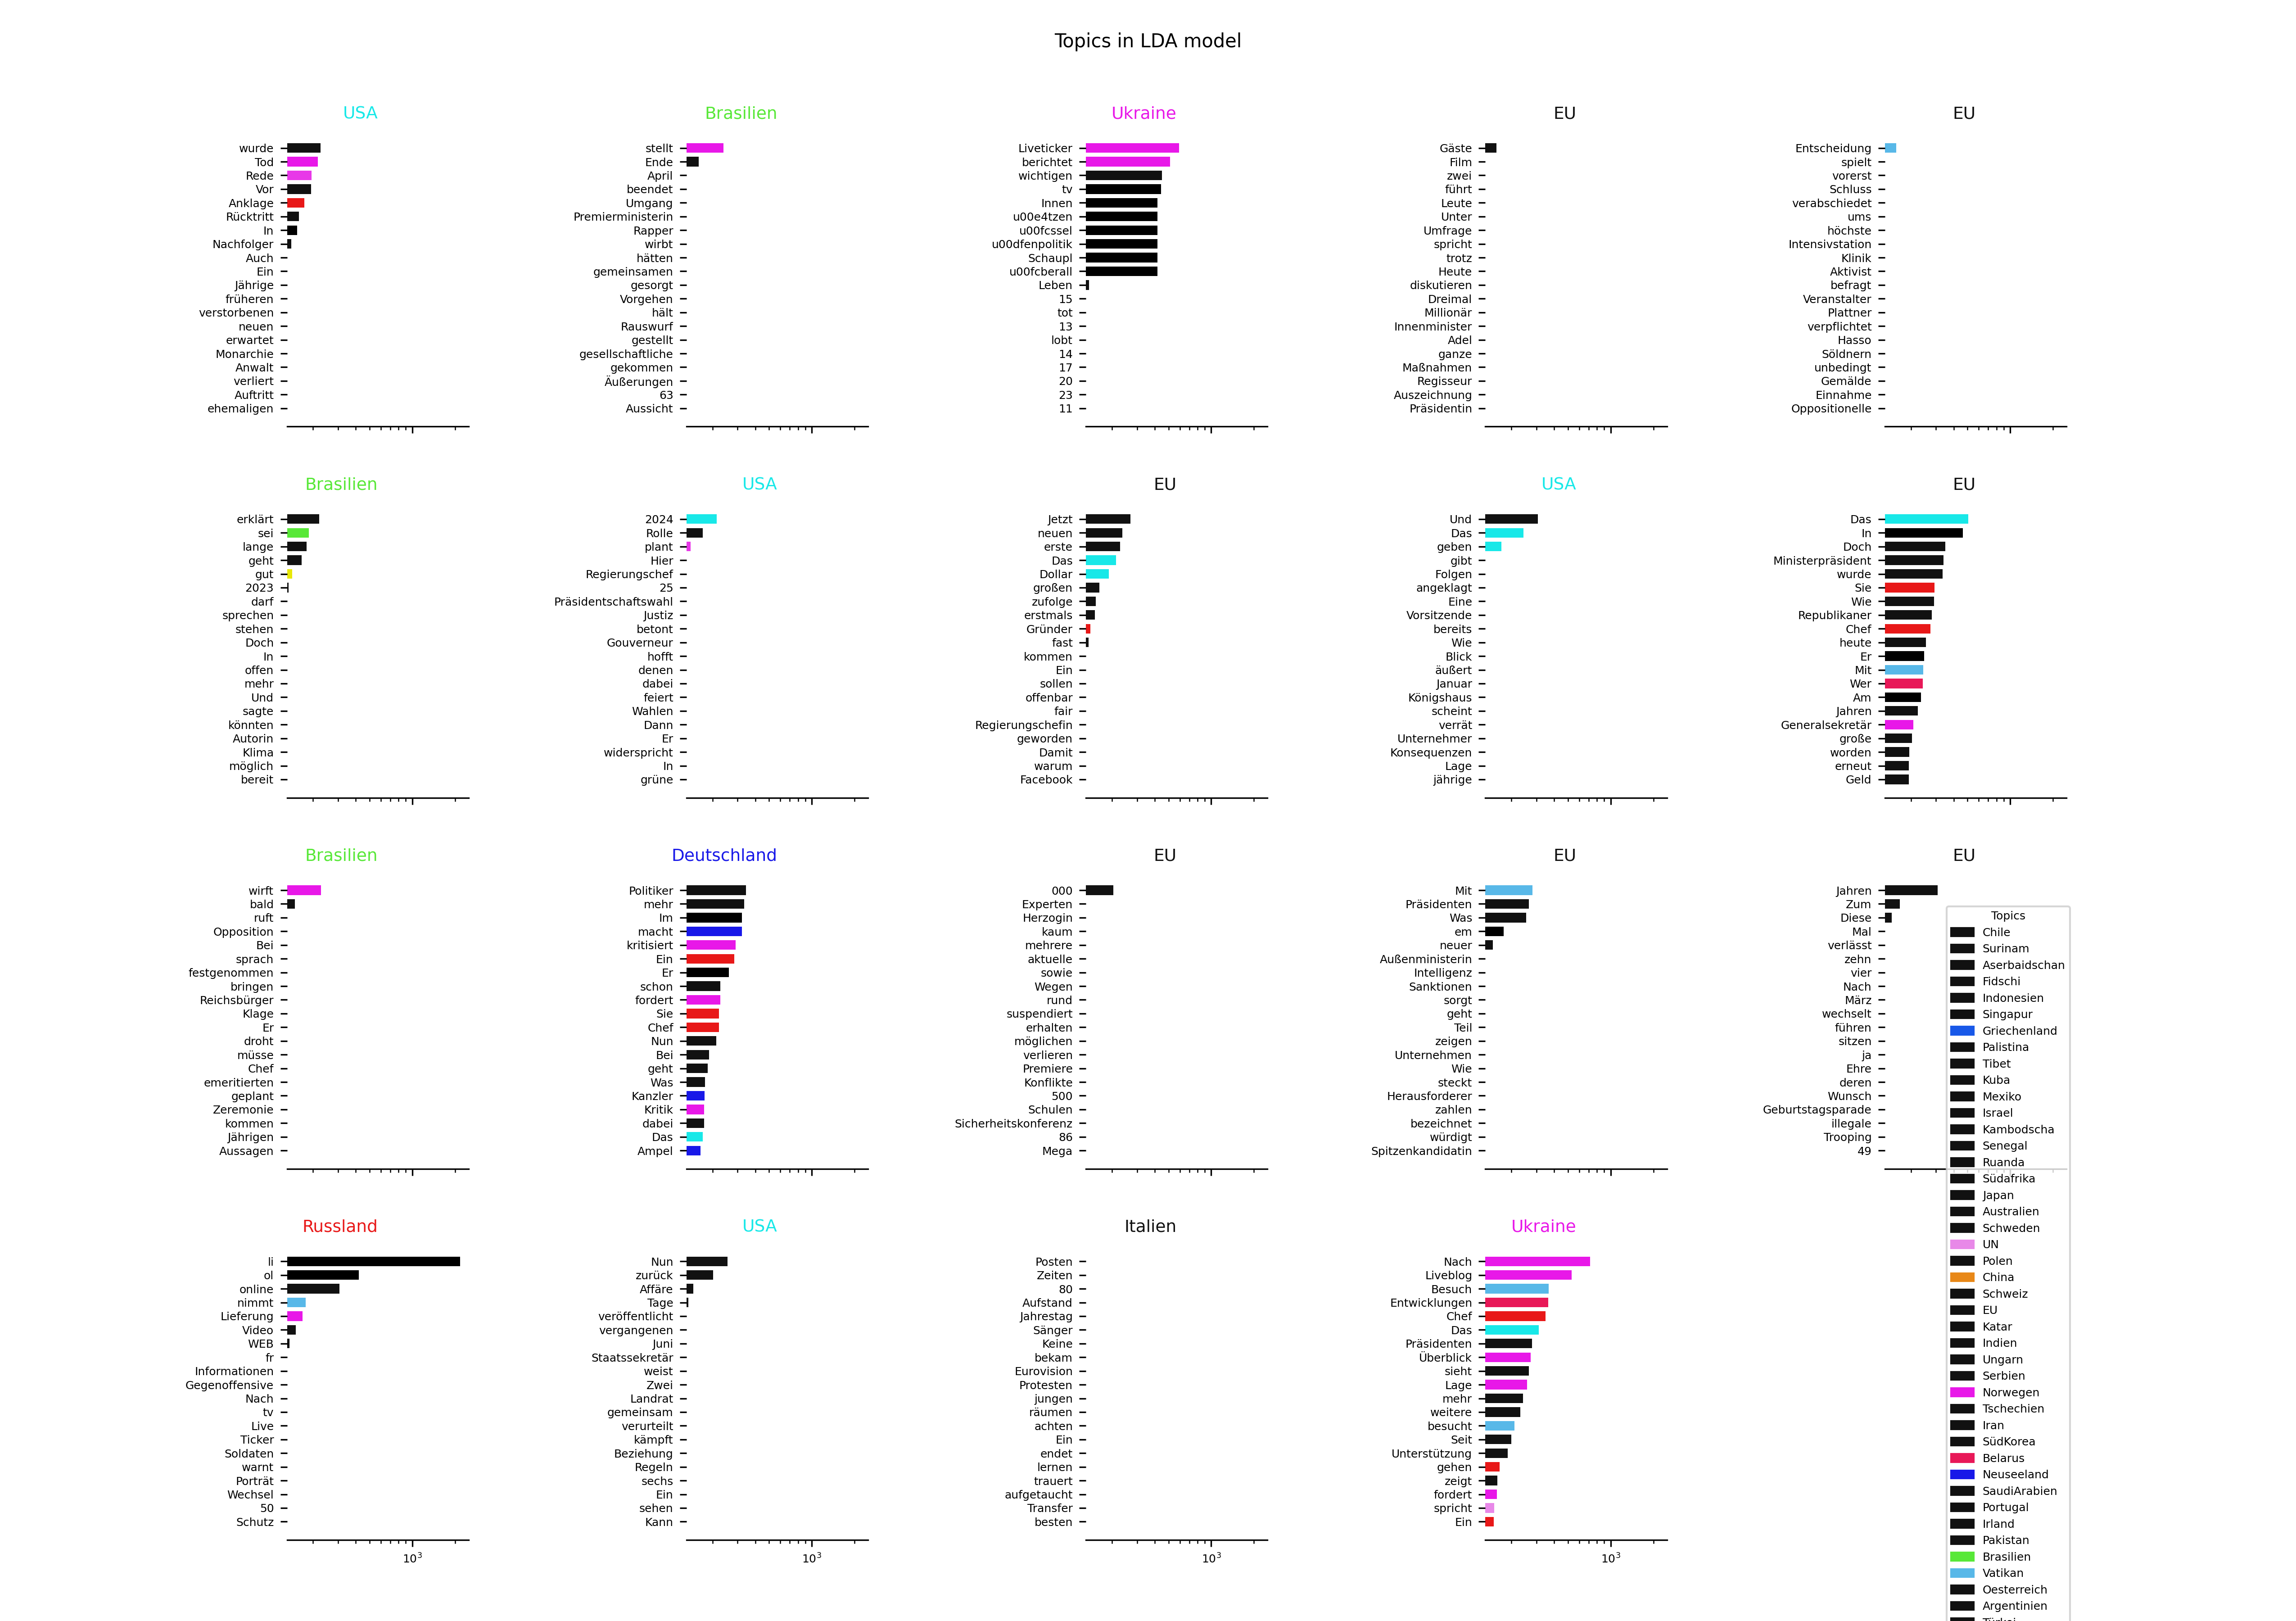 Topics in LDA model
USA
wurde
Tod
Rede
Vor
Anklage
Rücktritt
In
Nachfolger
Auch
Ein
Jährige
früheren
verstorbenen
neuen
erwartet
Monarchie
Anwalt
verliert
Auftritt
ehemaligen
Brasilien
stellt
Ende
April
beendet
Umgang
Premierministerin
Rapper
wirbt
hätten
gemeinsamen
gesorgt
Vorgehen
hält
Rauswurf
gestellt
gesellschaftliche
gekommen
Äußerungen
63
Aussicht
Ukraine
Liveticker
berichtet
wichtigen
tv
Innen
u00e4tzen
u00fcssel
u00dfenpolitik
Schaupl
u00fcberall
Leben
15
tot
13
lobt
14
17
20
23
11
EU
Gäste
Film
zwei
führt
Leute
Unter
Umfrage
spricht
trotz
Heute
diskutieren
Dreimal
Millionär
Innenminister
Adel
ganze
Maßnahmen
Regisseur
Auszeichnung
Präsidentin
EU
Entscheidung
spielt
vorerst
Schluss
verabschiedet
ums
höchste
Intensivstation
Klinik
Aktivist
befragt
Veranstalter
Plattner
verpflichtet
Hasso
Söldnern
unbedingt
Gemälde
Einnahme
Oppositionelle
Brasilien
erklärt
sei
lange
geht
gut
2023
darf
sprechen
stehen
Doch
In
offen
mehr
Und
sagte
könnten
Autorin
Klima
möglich
bereit
USA
2024
Rolle
plant
Hier
Regierungschef
25
Präsidentschaftswahl
Justiz
betont
Gouverneur
hofft
denen
dabei
feiert
Wahlen
Dann
Er
widerspricht
In
grüne
EU
Jetzt
neuen
erste
Das
Dollar
großen
zufolge
erstmals
Gründer
fast
kommen
Ein
sollen
offenbar
fair
Regierungschefin
geworden
Damit
warum
Facebook
USA
Und
Das
geben
gibt
Folgen
angeklagt
Eine
Vorsitzende
bereits
Wie
Blick
äußert
Januar
Königshaus
scheint
verrät
Unternehmer
Konsequenzen
Lage
jährige
EU
Das
In
Doch
Ministerpräsident
wurde
Sie
Wie
Republikaner
Chef
heute
Er
Mit
Wer
Am
Jahren
Generalsekretär
große
worden
erneut
Geld
Brasilien
wirft
bald
ruft
Opposition
Bei
sprach
festgenommen
bringen
Reichsbürger
Klage
Er
droht
müsse
Chef
emeritierten
geplant
Zeremonie
kommen
Jährigen
Aussagen
Deutschland
Politiker
mehr
Im
macht
kritisiert
Ein
Er
schon
fordert
Sie
Chef
Nun
Bei
geht
Was
Kanzler
Kritik
dabei
Das
Ampel
EU
000
Experten
Herzogin
kaum
mehrere
aktuelle
sowie
Wegen
rund
suspendiert
erhalten
möglichen
verlieren
Premiere
Konflikte
500
Schulen
Sicherheitskonferenz
86
Mega
EU
Mit
Präsidenten
Was
em
neuer
Außenministerin
Intelligenz
Sanktionen
sorgt
geht
Teil
zeigen
Unternehmen
Wie
steckt
Herausforderer
zahlen
bezeichnet
würdigt
Spitzenkandidatin
EU
Jahren
Zum
Diese
Mal
verlässt
zehn
vier
Nach
März
wechselt
führen
sitzen
ja
Ehre
deren
Wunsch
Geburtstagsparade
illegale
Trooping
49
Russland
li
ol
online
nimmt
Lieferung
Video
WEB
fr
Informationen
Gegenoffensive
Nach
tv
Live
Ticker
Soldaten
warnt
Porträt
Wechsel
50
Schutz
10³
USA
Nun
zurück
Affäre
Tage
veröffentlicht
vergangenen
Juni
Staatssekretär
weist
Zwei
Landrat
gemeinsam
verurteilt
kämpft
Beziehung
Regeln
sechs
Ein
sehen
Kann
10³
Italien
Posten
Zeiten
80
Aufstand
Jahrestag
Sänger
Keine
bekam
Eurovision
Protesten
jungen
räumen
achten
Ein
endet
lernen
trauert
aufgetaucht
Transfer
besten
10³
Ukraine
Nach
Liveblog
Besuch
Entwicklungen
Chef
Das
Präsidenten
Überblick
sieht
Lage
mehr
weitere
besucht
Seit
Unterstützung
gehen
zeigt
fordert
spricht
Ein
10³
Topics
Chile
Surinam
Aserbaidschan
Fidschi
Indonesien
Singapur
Griechenland
Palistina
Tibet
Kuba
Mexiko
Israel
Kambodscha
Senegal
Ruanda
Südafrika
Japan
Australien
Schweden
UN
Polen
China
Schweiz
EU
Katar
Indien
Ungarn
Serbien
Norwegen
Tschechien
Iran
SüdKorea
Belarus
Neuseeland
SaudiArabien
Portugal
Irland
Pakistan
Brasilien
Vatikan
Oesterreich
Argentinien